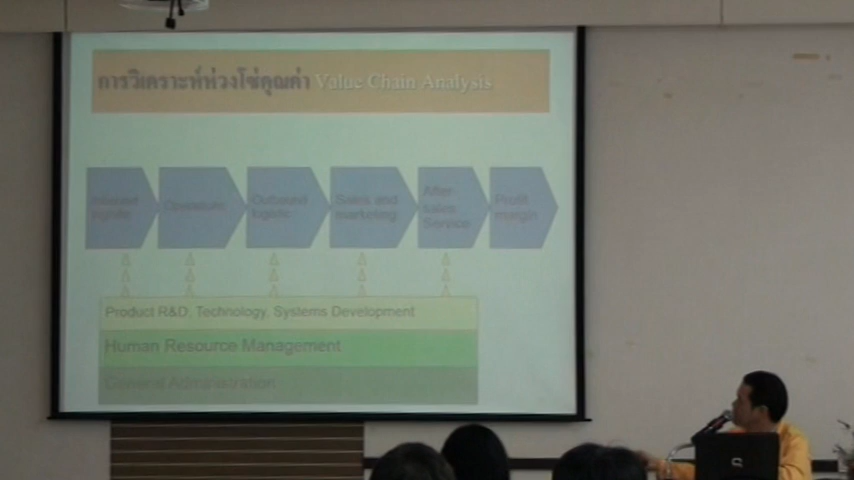 การวิเคราะห์ห่วงโซ่คุณค่า Value Chain Analysis
Inbound
logistic
Operations
Outbound
logistic
Sales and
marketing
After-
sales
Service
Profit
margin
Product R&D, Technology, Systems Development
Human Resource Management
General Administration